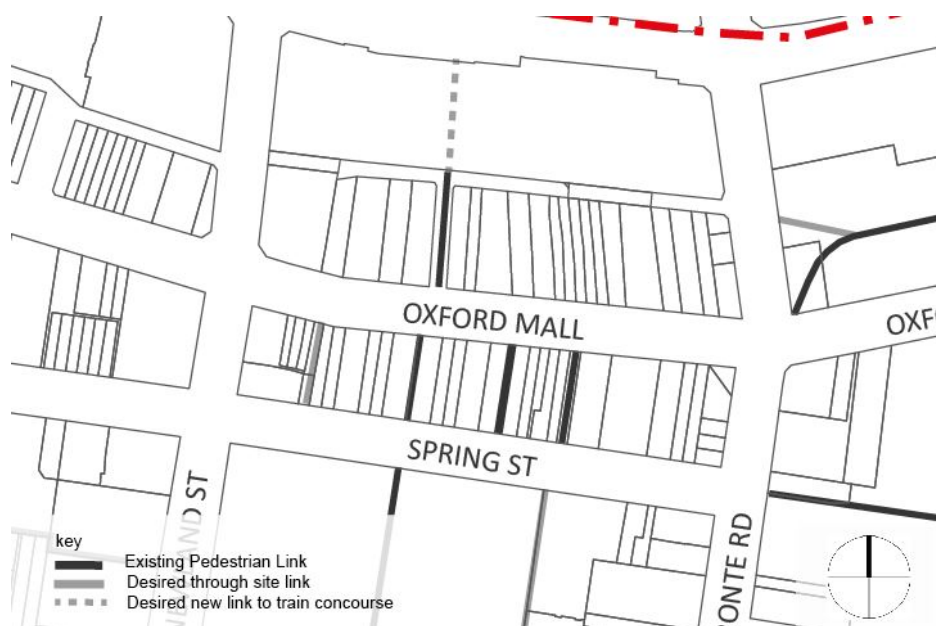 OXFORD MALL
OXF
SPRING ST
ST
ONTE RD
key
Existing Pedestrian Link
Desired through site link
Desired new link to train concourse